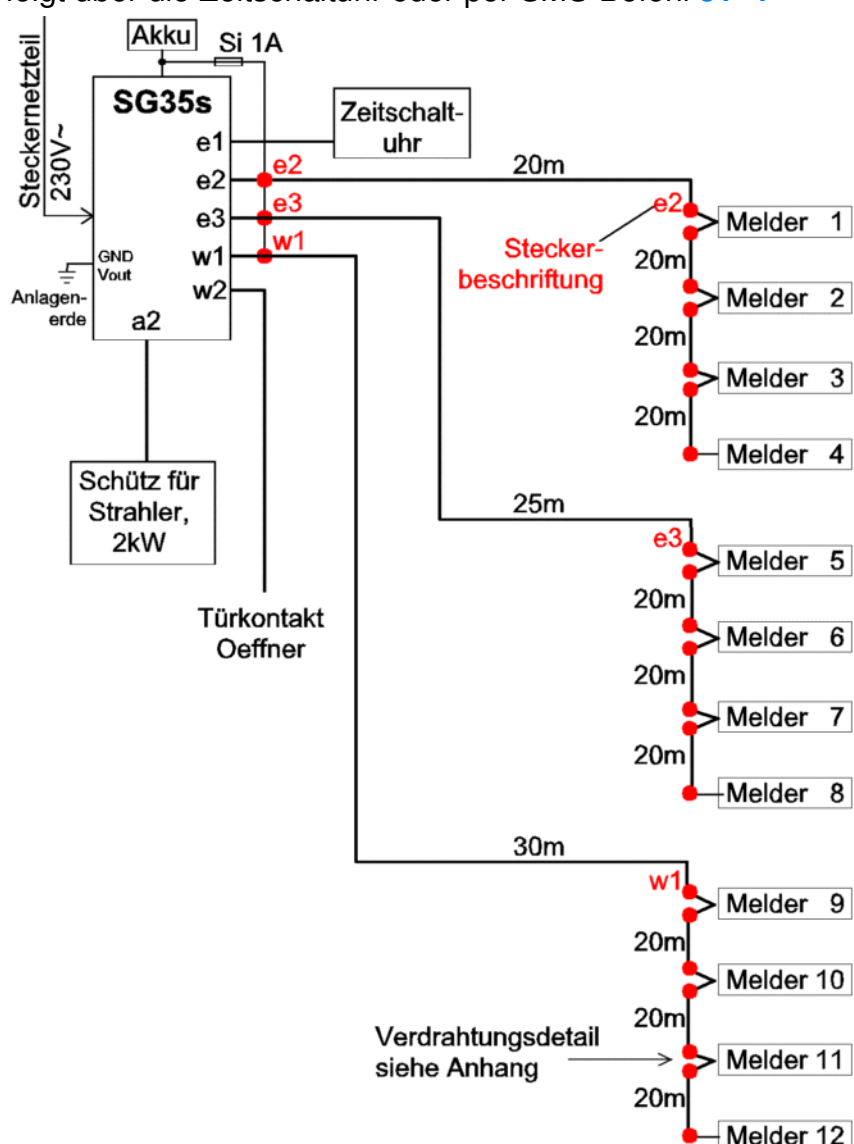 Akku
Si 1A
SG35s
Steckernetzteil
230V~
e1
e2
e3
w1
w2
GND
Vout
a2
Anlagen-
erde
Zeitschalt-
uhr
e2
e3
w1
20m
e2
Stecker-
beschriftung
Melder 1
20m
Melder 2
20m
Melder 3
20m
Melder 4
Schütz für
Strahler,
2kW
Türkontakt
Oeffner
25m
e3
Melder 5
20m
Melder 6
20m
Melder 7
20m
Melder 8
30m
w1
Melder 9
20m
Melder 10
20m
Verdrahtungsdetail
siehe Anhang
Melder 11
20m
Melder 12